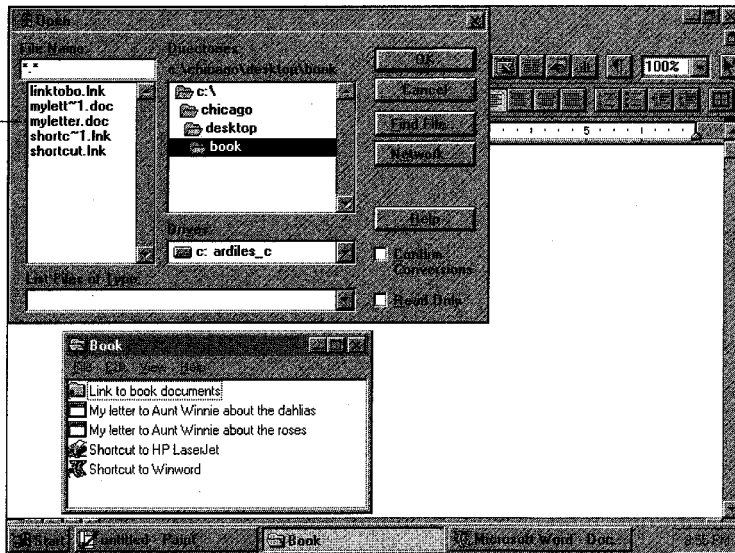 Open
File Name:
*.*
linktobo.lnk
mylett~1.doc
myletter.doc
shortc~1.lnk
shortcut.lnk
Directories:
c:\chicago\desktop\book
c:\
chicago
desktop
book
Drives:
c: ardiles_c
List Files of Type:
OK
Cancel
Find File...
Network...
Help
Confirm
Conversions
Read Only
100%
5
Book
File Edit View Help
Link to book documents
My letter to Aunt Winnie about the dahlias
My letter to Aunt Winnie about the roses
Shortcut to HP LaserJet
Shortcut to Winword
Start
untitled - Paint
Book
Microsoft Word - Doc...